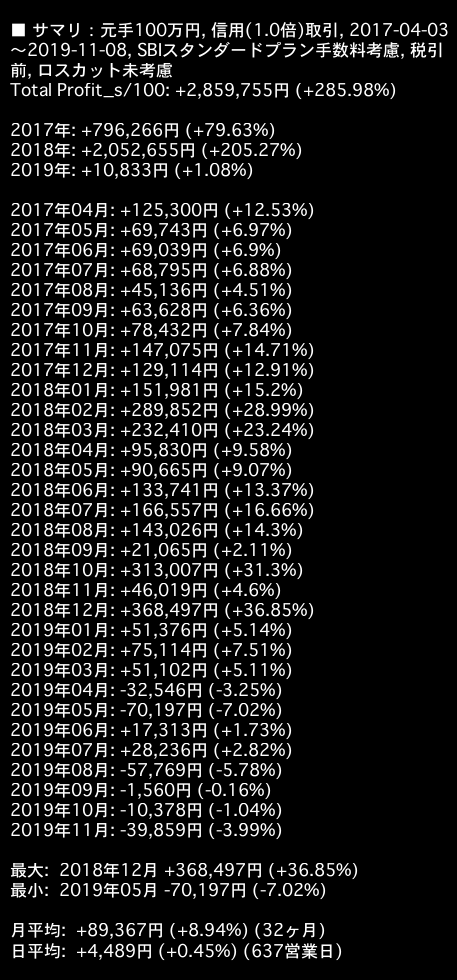 ■ サマリ：元手100万円, 信用(1.0倍)取引, 2017-04-03
～2019-11-08, SBIスタンダードプラン手数料考慮, 税引
前, ロスカット未考慮
Total Profit_s/100: +2,859,755円 (+285.98%)
2017年: +796,266円 (+79.63%)
2018年: +2,052,655円 (+205.27%)
2019年: +10,833円 (+1.08%)
2017年04月: +125,300円 (+12.53%)
2017年05月: +69,743円 (+6.97%)
2017年06月: +69,039円 (+6.9%)
2017年07月: +68,795円 (+6.88%)
2017年08月: +45,136円 (+4.51%)
2017年09月: +63,628円 (+6.36%)
2017年10月: +78,432円 (+7.84%)
2017年11月: +147,075円 (+14.71%)
2017年12月: +129,114円 (+12.91%)
2018年01月: +151,981円 (+15.2%)
2018年02月: +289,852円 (+28.99%)
2018年03月: +232,410円 (+23.24%)
2018年04月: +95,830円 (+9.58%)
2018年05月: +90,665円 (+9.07%)
2018年06月: +133,741円 (+13.37%)
2018年07月: +166,557円 (+16.66%)
2018年08月: +143,026円 (+14.3%)
2018年09月: +21,065円 (+2.11%)
2018年10月: +313,007円 (+31.3%)
2018年11月: +46,019円 (+4.6%)
2018年12月: +368,497円 (+36.85%)
2019年01月: +51,376円 (+5.14%)
2019年02月: +75,114円 (+7.51%)
2019年03月: +51,102円 (+5.11%)
2019年04月: -32,546円 (-3.25%)
2019年05月: -70,197円 (-7.02%)
2019年06月: +17,313円 (+1.73%)
2019年07月: +28,236円 (+2.82%)
2019年08月: -57,769円 (-5.78%)
2019年09月: -1,560円 (-0.16%)
2019年10月: -10,378円 (-1.04%)
2019年11月: -39,859円 (-3.99%)
最大: 2018年12月 +368,497円 (+36.85%)
最小: 2019年05月 -70,197円 (-7.02%)
月平均: +89,367円 (+8.94%) (32ヶ月)
日平均: +4,489円 (+0.45%) (637営業日)